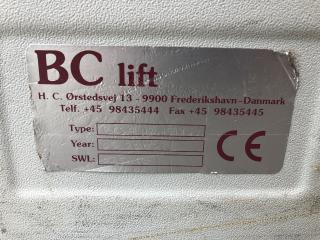 BC lift
H. C. Ørstedsvej 13 - 9900 Frederikshavn-Danmark
Telf. +45 98435444 Fax +45 98435445
Type:
Year:
SWL:
CE